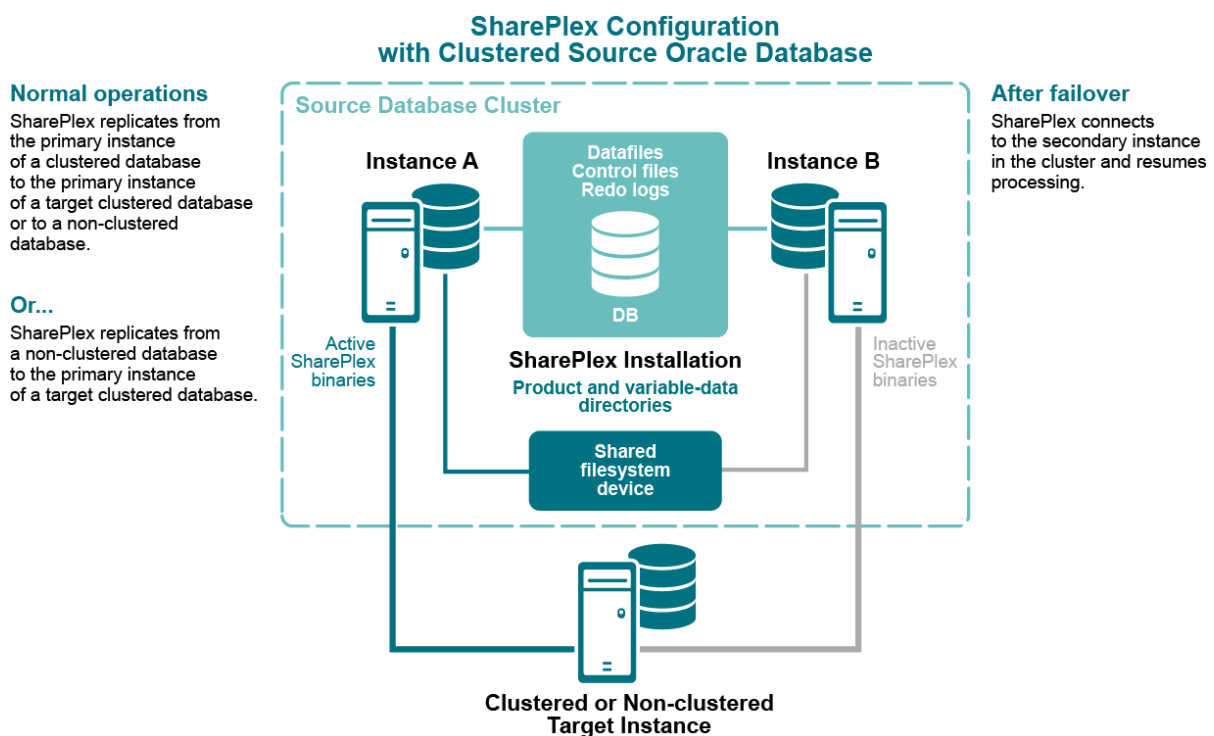 SharePlex Configuration
with Clustered Source Oracle Database
Normal operations
SharePlex replicates from
the primary instance
of a clustered database
to the primary instance
of a target clustered database
or to a non-clustered
database.
Or...
SharePlex replicates from
a non-clustered database
to the primary instance
of a target clustered database.
Source Database Cluster
Instance A
Datafiles
Control files
Redo logs
DB
Instance B
Active
SharePlex
binaries
SharePlex Installation
Product and variable-data
directories
Inactive
SharePlex
binaries
Shared
filesystem
device
After failover
SharePlex connects
to the secondary instance
in the cluster and resumes
processing.
Clustered or Non-clustered
Target Instance